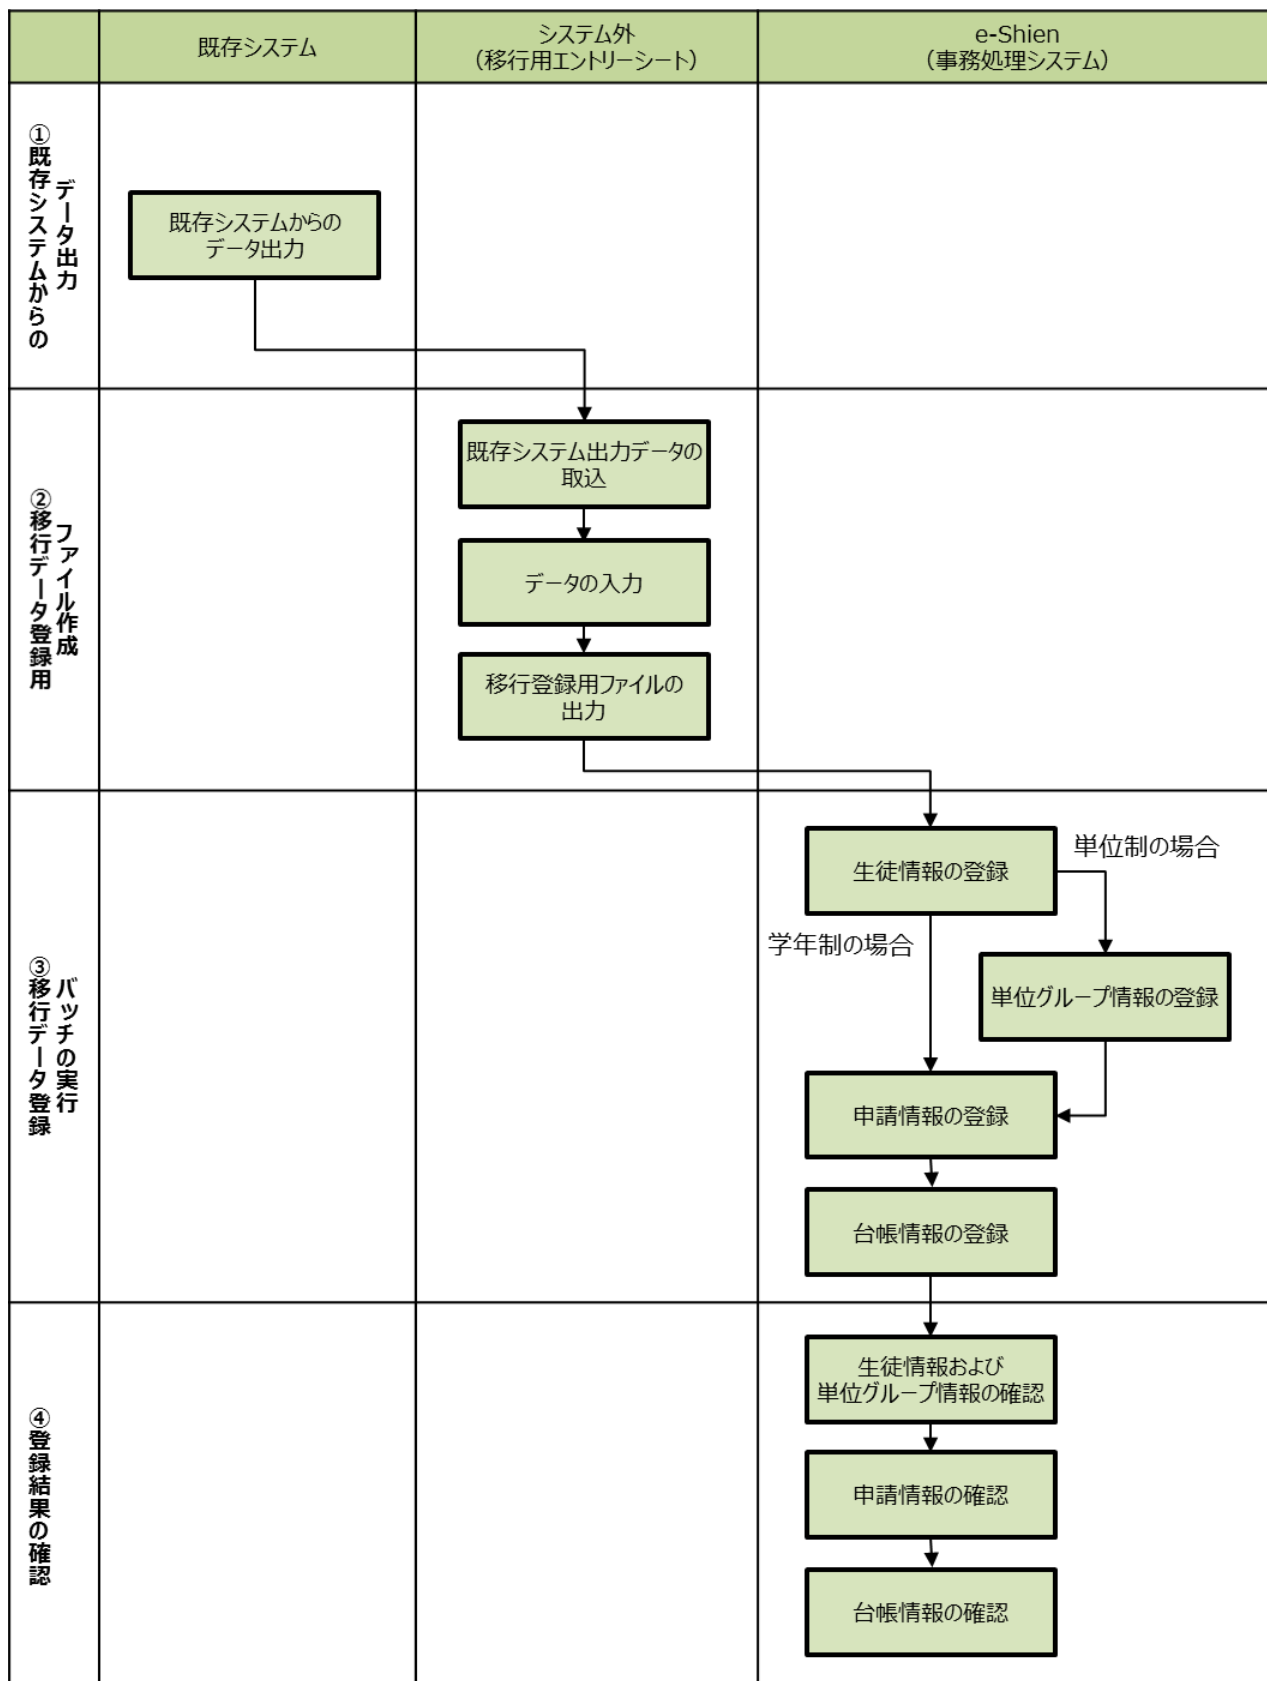 既存システム
システム外
（移行用エントリーシート）
e-Shien
（事務処理システム）
①既存システムからの
データ出力
既存システムからの
データ出力
②移行データ登録用
ファイル作成
既存システム出力データの
取込
データの入力
移行登録用ファイルの
出力
③移行データ登録
バッチの実行
生徒情報の登録
単位制の場合
学年制の場合
単位グループ情報の登録
申請情報の登録
台帳情報の登録
④登録結果の確認
生徒情報および
単位グループ情報の確認
申請情報の確認
台帳情報の確認